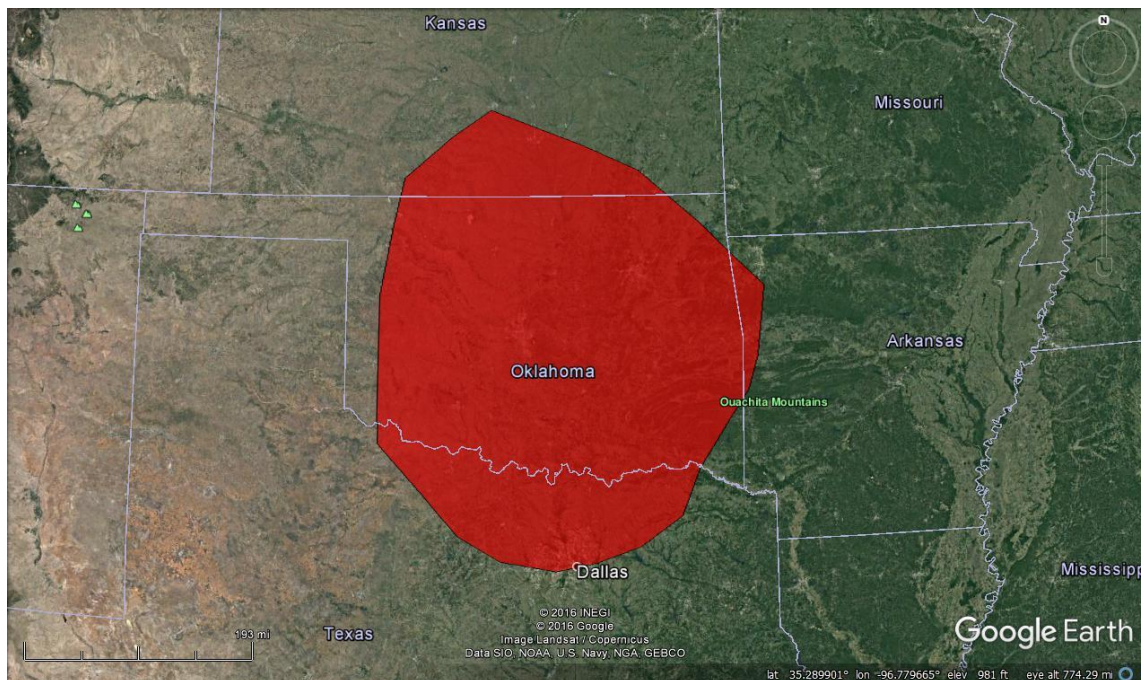 N
Kansas
Missouri
Oklahoma
Arkansas
Ouachita Mountains
Dallas
Mississipp
Texas
193 mi
© 2016 INEGI
© 2016 Google
Image Landsat / Copernicus
Data SIO, NOAA, U.S. Navy, NGA, GEBCO
Google Earth
lat 35.289901° lon -96.779665° elev 981 ft eye alt 774.29 mi